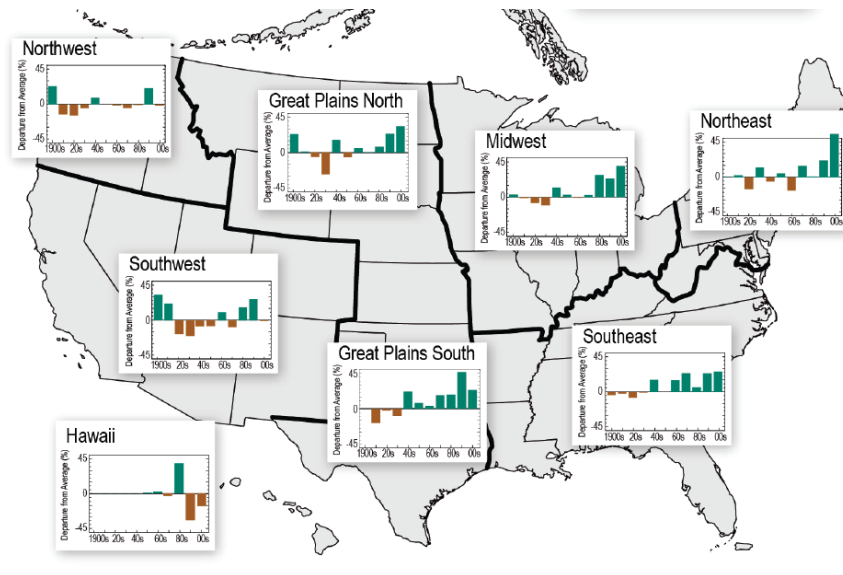 Northwest
Departure from Average (%)
45
0
-45
1900s 20s 40s 60s 80s 00s
Great Plains North
Departure from Average (%)
45
0
-45
1900s 20s 40s 60s 80s 00s
Midwest
Departure from Average (%)
45
0
-45
1900s 20s 40s 60s 80s 00s
Northeast
Departure from Average (%)
45
0
-45
1900s 20s 40s 60s 80s 00s
Southwest
Departure from Average (%)
45
0
-45
1900s 20s 40s 60s 80s 00s
Great Plains South
Departure from Average (%)
45
0
-45
1900s 20s 40s 60s 80s 00s
Southeast
Departure from Average (%)
45
0
-45
1900s 20s 40s 60s 80s 00s
Hawaii
Departure from Average (%)
45
0
-45
1900s 20s 40s 60s 80s 00s